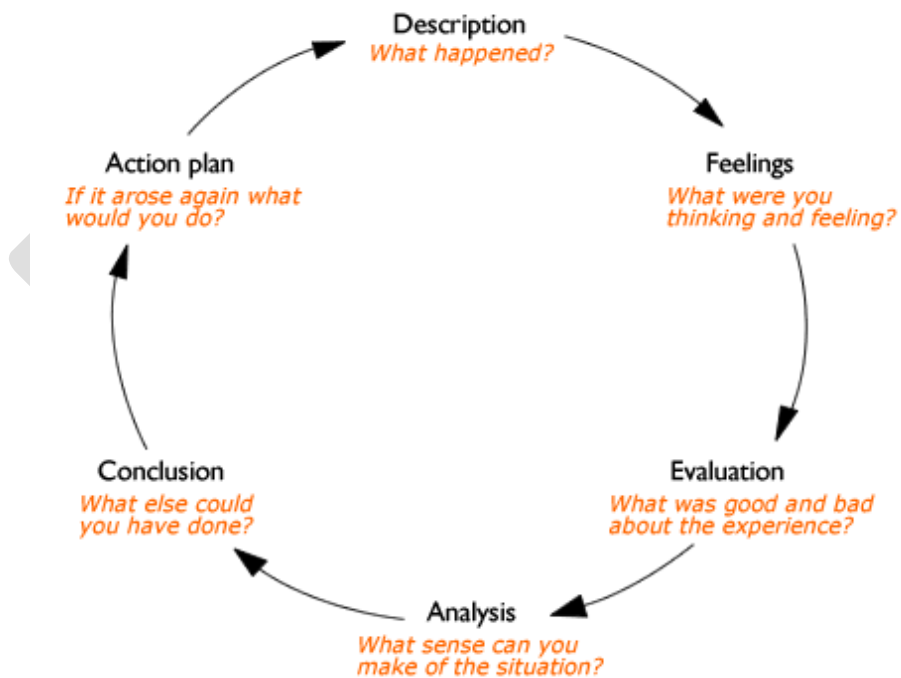 Description
What happened?
Feelings
What were you
thinking and feeling?
Evaluation
What was good and bad
about the experience?
Analysis
What sense can you
make of the situation?
Conclusion
What else could
you have done?
Action plan
If it arose again what
would you do?